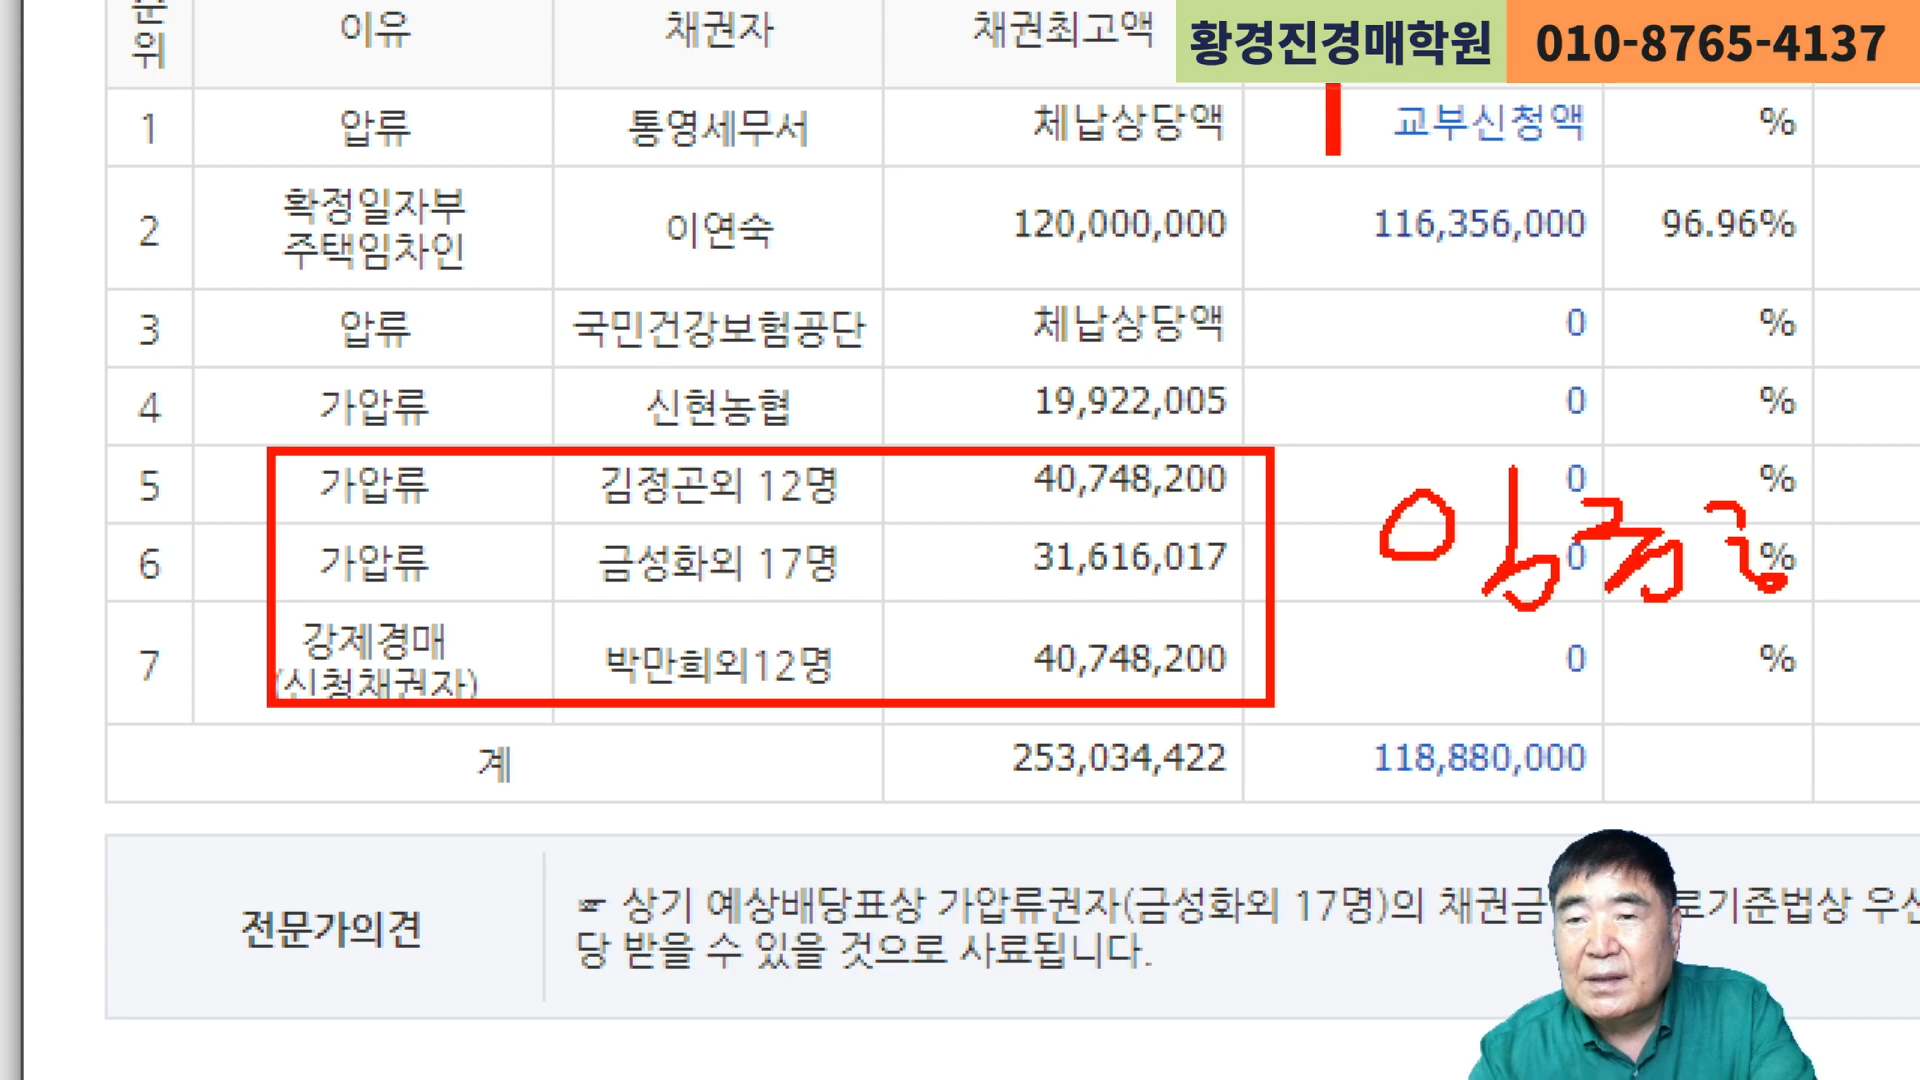 순위 이유 채권자 채권최고액 황경진경매학원 010-8765-4137
1 압류 통영세무서 체납상당액 교부신청액 %
2 확정일자부 주택임차인 이연숙 120,000,000 116,356,000 96.96%
3 압류 국민건강보험공단 체납상당액 0 %
4 가압류 신현농협 19,922,005 0 %
5 가압류 김정곤외 12명 40,748,200 0 %
6 가압류 금성화외 17명 31,616,017 0 %
7 강제경매 (신청채권자) 박만희외12명 40,748,200 0 %
계 253,034,422 118,880,000
전문가의견
☞ 상기 예상배당표상 가압류권자(금성화외 17명)의 채권금 로기준법상 우선
당 받을 수 있을 것으로 사료됩니다.